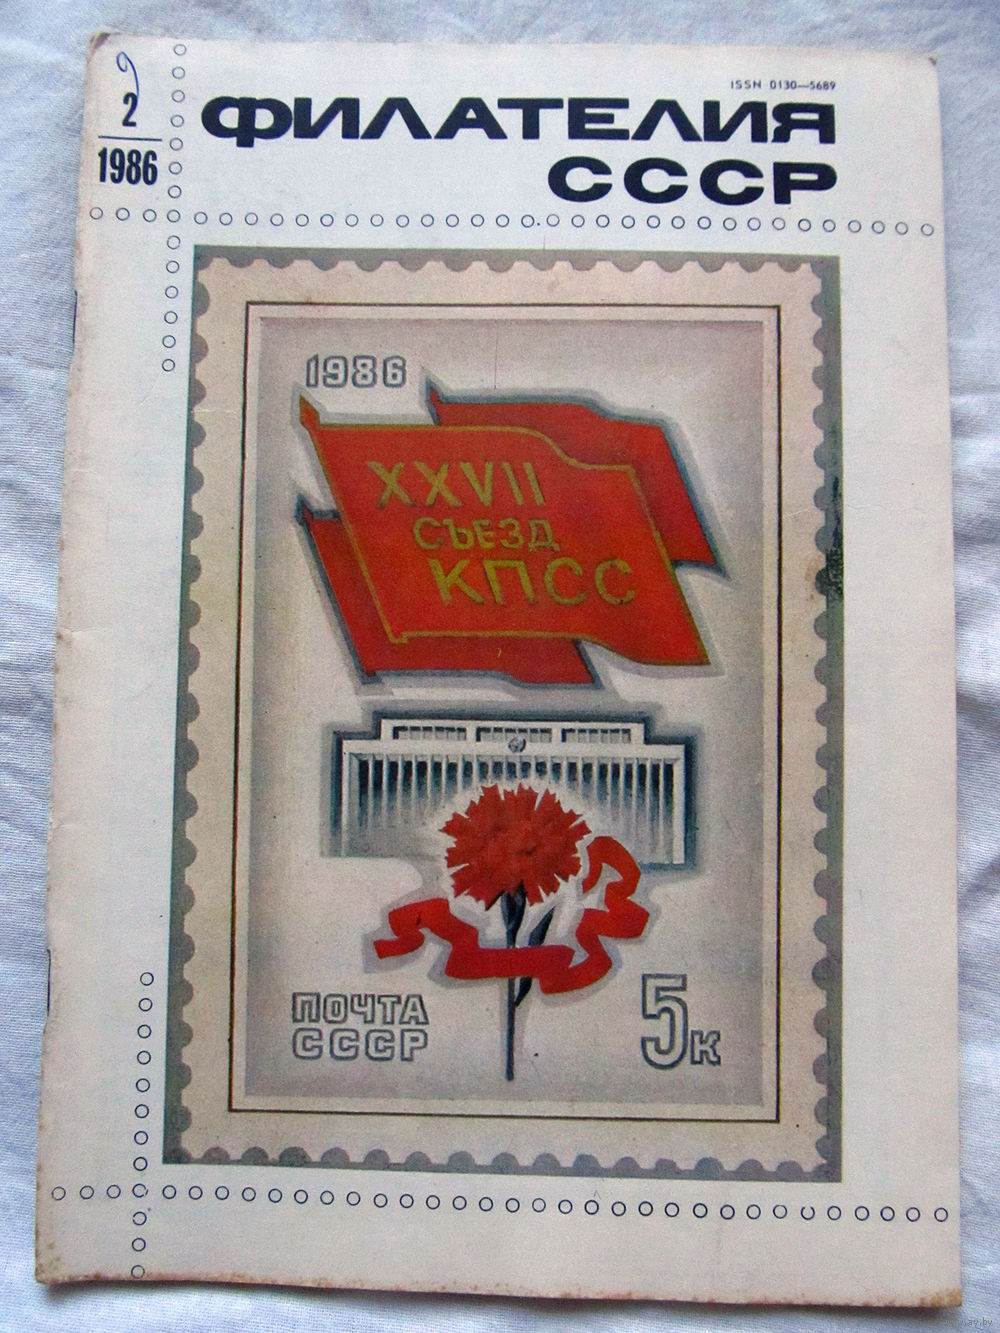 2
1986
ISSN 0130—5689
ФИЛАТЕЛИЯ
СССР
1986
XXVII
СЪЕЗД
КПСС
ПОЧТА
СССР
5к